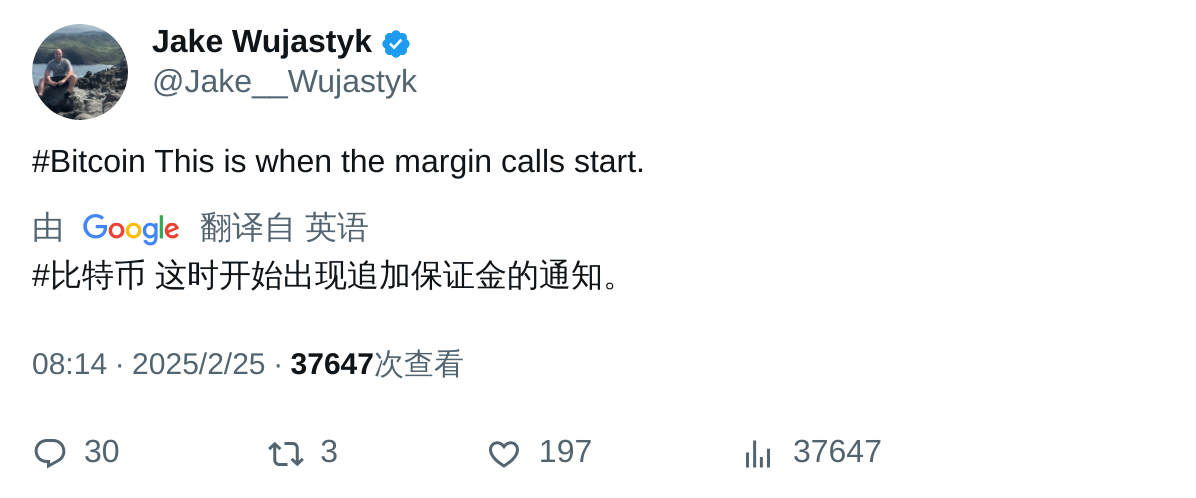 Jake Wujastyk
@Jake__Wujastyk
#Bitcoin This is when the margin calls start.
由 Google 翻译自 英语
#比特币 这时开始出现追加保证金的通知。
08:14 · 2025/2/25 · 37647次查看
30 3 197 37647